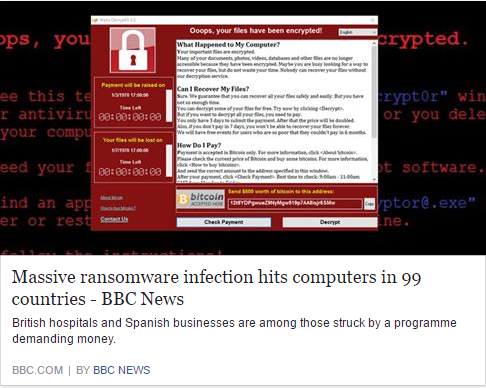 Wana Decrypt0r 2.0
Ooops, your files have been encrypted!
English
ops, you
crypted.
What Happened to My Computer?
Your important files are encrypted.
Many of your documents, photos, videos, databases and other files are no longer
accessible because they have been encrypted. Maybe you are busy looking for a way to
recover your files, but do not waste your time. Nobody can recover your files without
our decryption service.
Payment will be raised on
1/3/1970 17:00:00
Time Left
00:00:00:00
see this te
crypt0r" win
r antivirus
or you dele
your compu
Can I Recover My Files?
Sure. We guarantee that you can recover all your files safely and easily. But you have
not so enough time.
You can decrypt some of your files for free. Try now by clicking <Decrypt>.
But if you want to decrypt all your files, you need to pay.
You only have 3 days to submit the payment. After that the price will be doubled.
Also, if you don't pay in 7 days, you won't be able to recover your files forever.
We will have free events for users who are so poor that they couldn't pay in 6 months.
Your files will be lost on
1/7/1970 17:00:00
Time Left
00:00:00:00
eed your f
pt software.
How Do I Pay?
Payment is accepted in Bitcoin only. For more information, click <About bitcoin>.
Please check the current price of Bitcoin and buy some bitcoins. For more information,
click <How to buy bitcoins>.
And send the correct amount to the address specified in this window.
After your payment, click <Check Payment>. Best time to check: 9:00am - 11:00am
ind an app
yptor@.exe"
er or rest
ne.
About bitcoin
How to buy bitcoins?
Contact Us
bitcoin
ACCEPTED HERE
Send $600 worth of bitcoin to this address:
Copy
Check Payment
Decrypt
follow the instructions!
Massive ransomware infection hits computers in 99
countries - BBC News
British hospitals and Spanish businesses are among those struck by a programme
demanding money.
BBC.COM | BY BBC NEWS